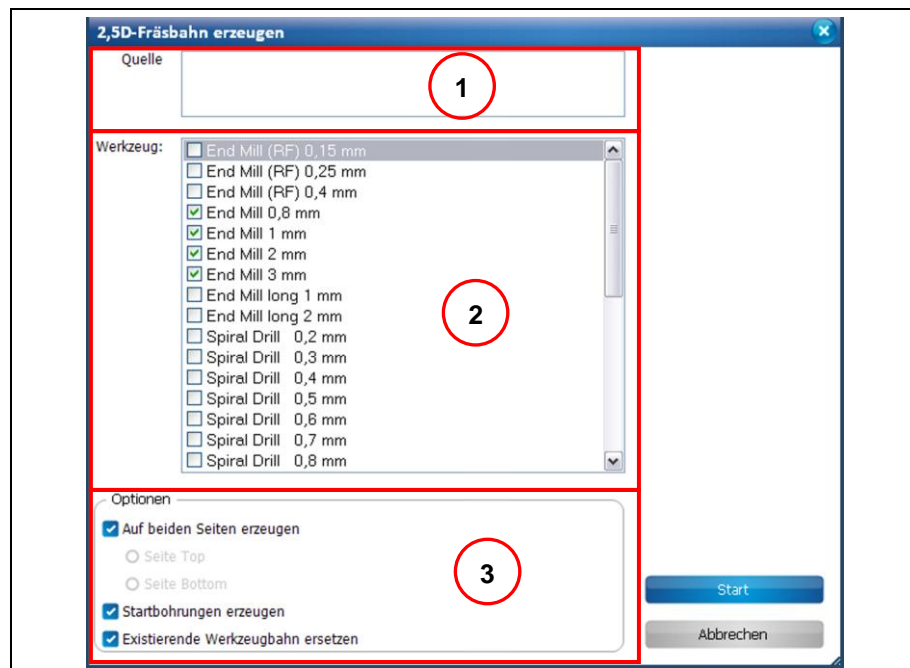 2,5D-Fräsbahn erzeugen
Quelle
1
Werkzeug:
End Mill (RF) 0,15 mm
End Mill (RF) 0,25 mm
End Mill (RF) 0,4 mm
End Mill 0,8 mm
End Mill 1 mm
End Mill 2 mm
End Mill 3 mm
End Mill long 1 mm
End Mill long 2 mm
2
Spiral Drill 0,2 mm
Spiral Drill 0,3 mm
Spiral Drill 0,4 mm
Spiral Drill 0,5 mm
Spiral Drill 0,6 mm
Spiral Drill 0,7 mm
Spiral Drill 0,8 mm
Optionen
Auf beiden Seiten erzeugen
Seite Top
3
Seite Bottom
Startbohrungen erzeugen
Existierende Werkzeugbahn ersetzen
Start
Abbrechen